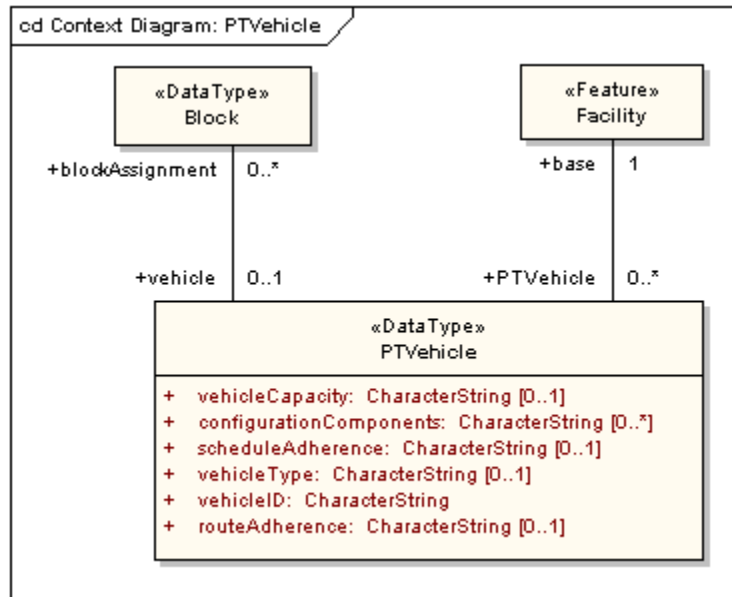 cd Context Diagram: PTVehicle
«DataType»
Block
«Feature»
Facility
+blockAssignment 0..*
+base 1
+vehicle 0..1
+PTVehicle 0..*
«DataType»
PTVehicle
+ vehicleCapacity: CharacterString [0..1]
+ configurationComponents: CharacterString [0..*]
+ scheduleAdherence: CharacterString [0..1]
+ vehicleType: CharacterString [0..1]
+ vehicleID: CharacterString
+ routeAdherence: CharacterString [0..1]